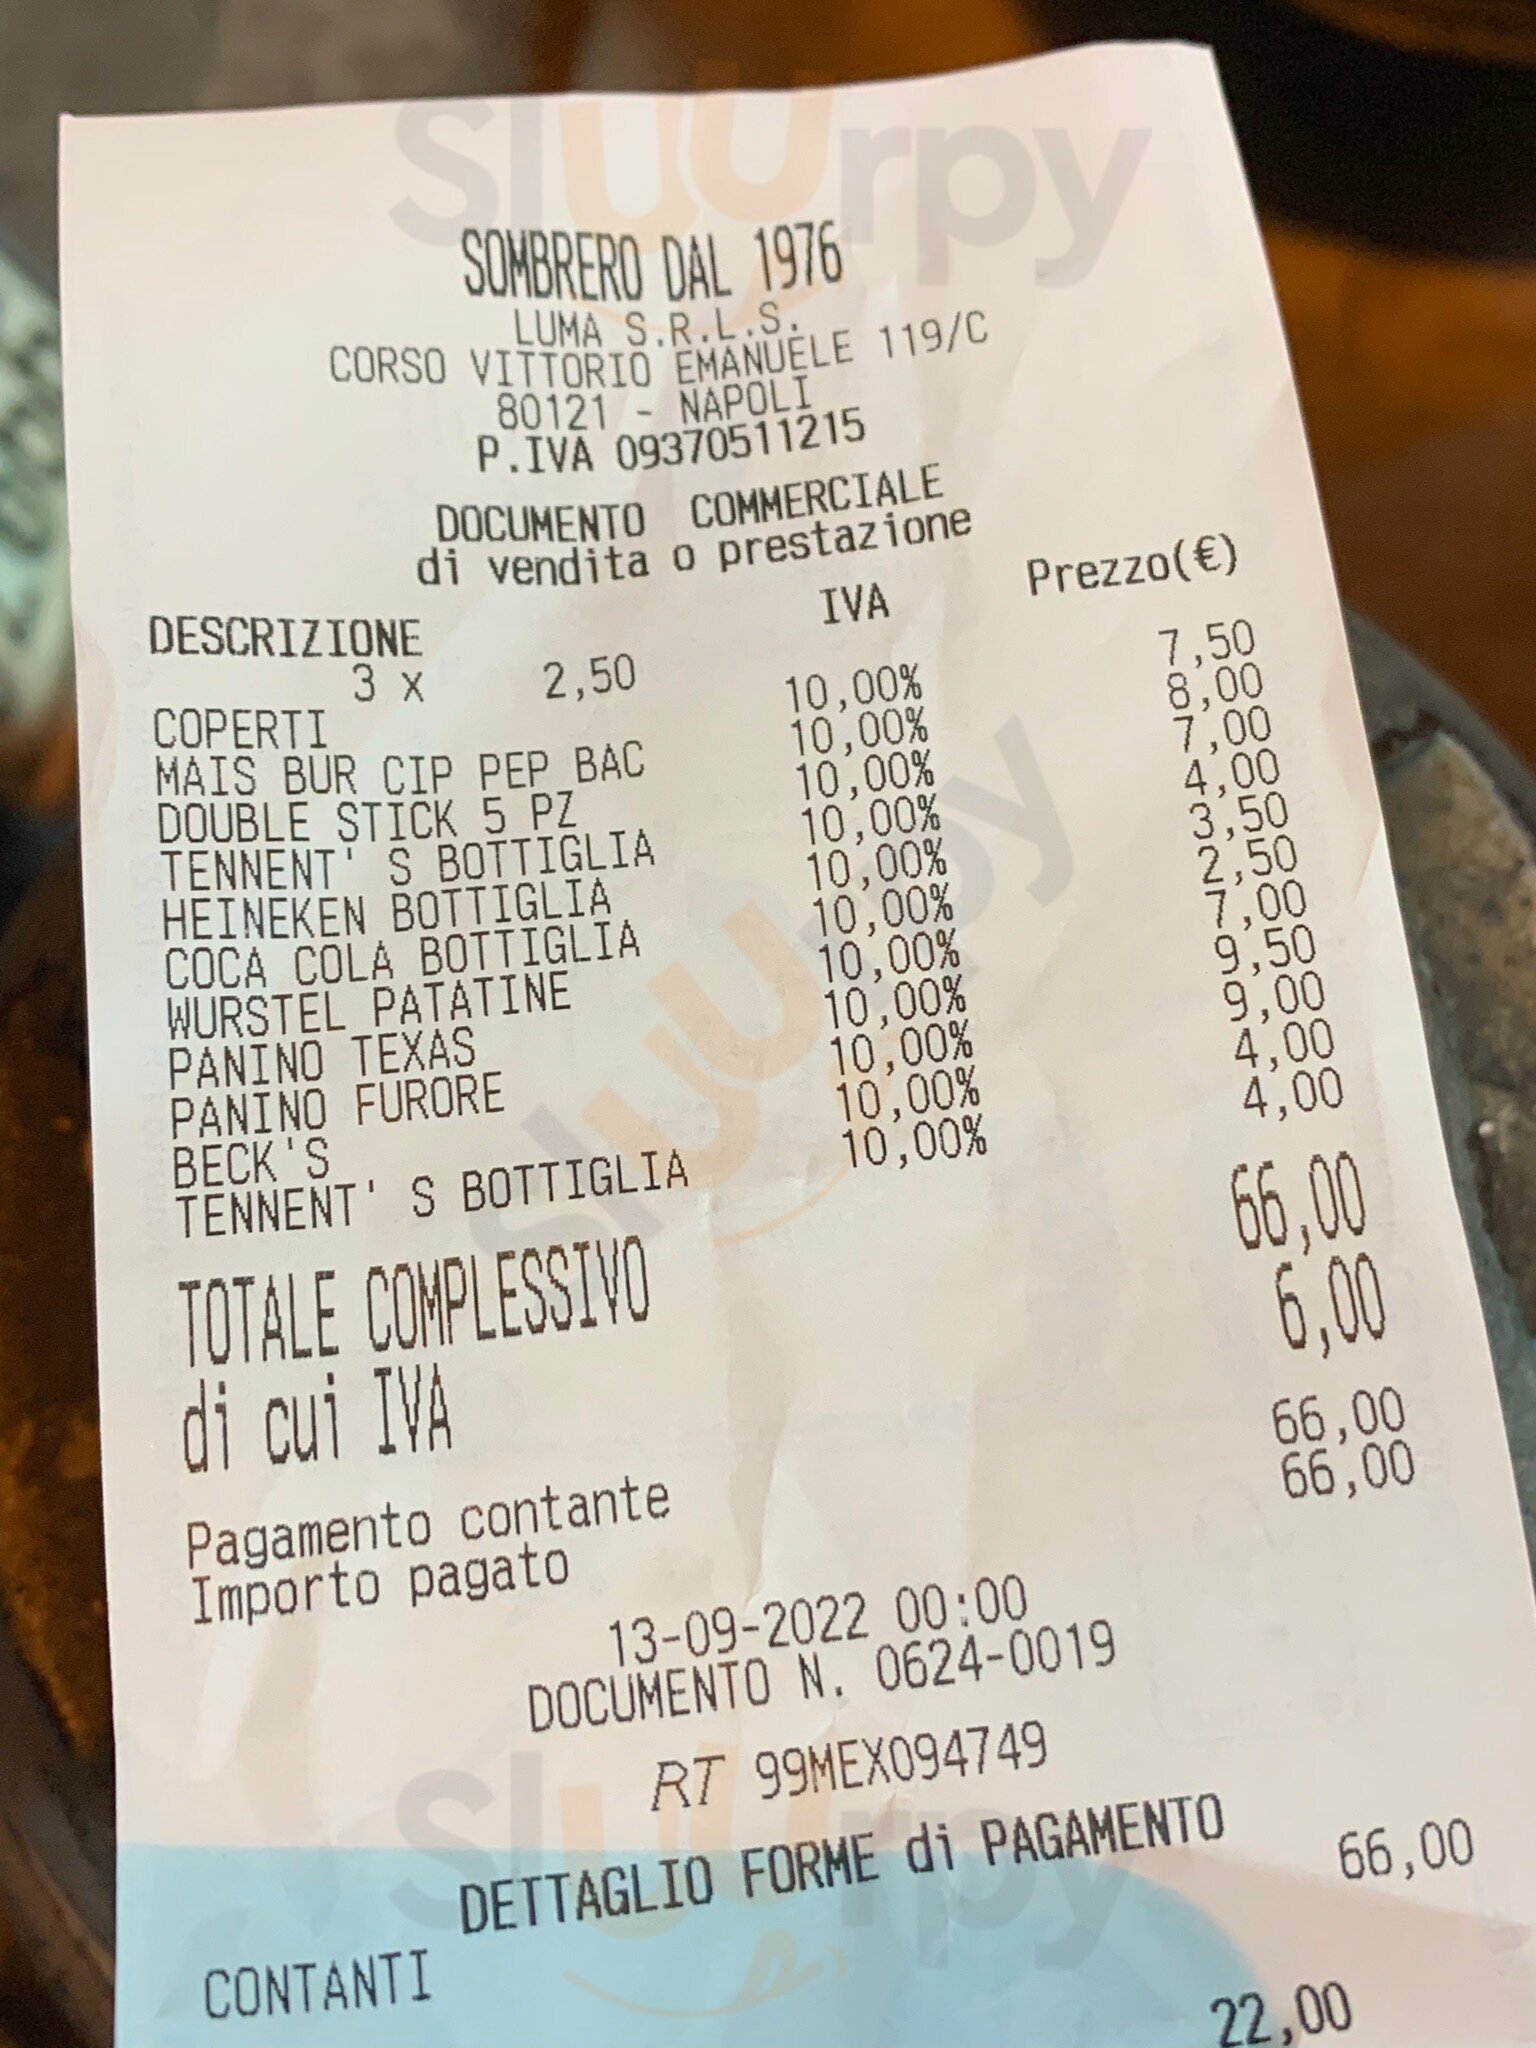 Sluurpy
SOMBRERO DAL 1976
LUMA S.R.L.S.
CORSO VITTORIO EMANUELE 119/C
80121 - NAPOLI
P.IVA 09370511215
DOCUMENTO COMMERCIALE
di vendita o prestazione
DESCRIZIONE IVA Prezzo(€)
3 x 2,50
COPERTI 10,00% 7,50
MAIS BUR CIP PEP BAC 10,00% 8,00
DOUBLE STICK 5 PZ 10,00% 7,00
TENNENT' S BOTTIGLIA 10,00% 4,00
HEINEKEN BOTTIGLIA 10,00% 3,50
COCA COLA BOTTIGLIA 10,00% 2,50
WURSTEL PATATINE 10,00% 7,00
PANINO TEXAS 10,00% 9,50
PANINO FURORE 10,00% 9,00
BECK'S 10,00% 4,00
TENNENT' S BOTTIGLIA 10,00% 4,00
Sluurpy
TOTALE COMPLESSIVO 66,00
di cui IVA 6,00
Pagamento contante 66,00
Importo pagato 66,00
13-09-2022 00:00
DOCUMENTO N. 0624-0019
RT 99MEX094749
Sluurpy
DETTAGLIO FORME di PAGAMENTO
CONTANTI 66,00
22,00